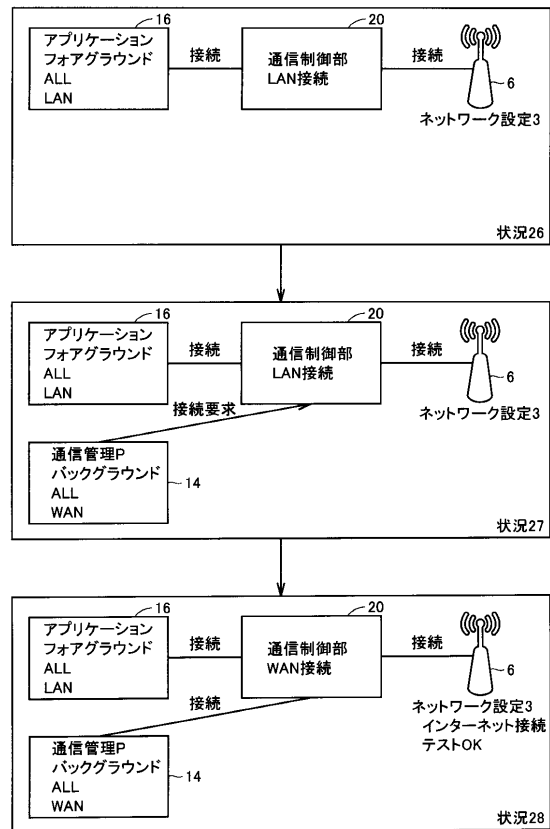 16
アプリケーション
フォアグラウンド
ALL
LAN
接続
20
通信制御部
LAN接続
接続
6
ネットワーク設定3
状況26
16
アプリケーション
フォアグラウンド
ALL
LAN
接続
20
通信制御部
LAN接続
接続
6
ネットワーク設定3
接続要求
通信管理P
バックグラウンド
ALL
WAN
14
状況27
16
アプリケーション
フォアグラウンド
ALL
LAN
接続
20
通信制御部
WAN接続
接続
6
ネットワーク設定3
インターネット接続
テストOK
接続
通信管理P
バックグラウンド
ALL
WAN
14
状況28